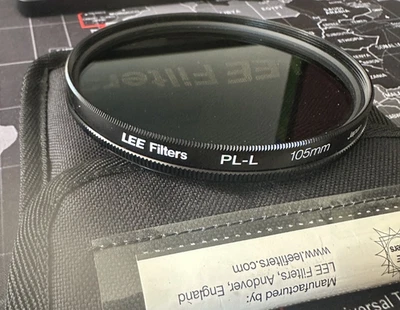 LEE Filters PL-L 105mm
Manufactured by:
LEE Filters, Andover, England
www.leefilters.com